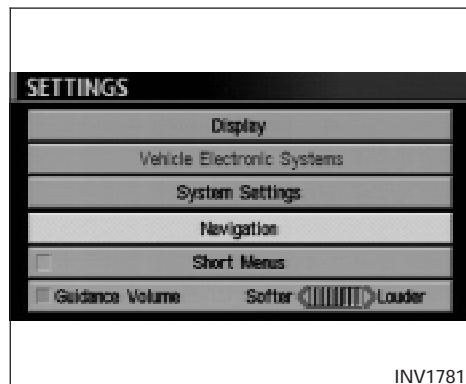 SETTINGS
Display
Vehicle Electronic Systems
System Settings
Navigation
Short Menus
Guidance Volume Softer Louder
INV1781